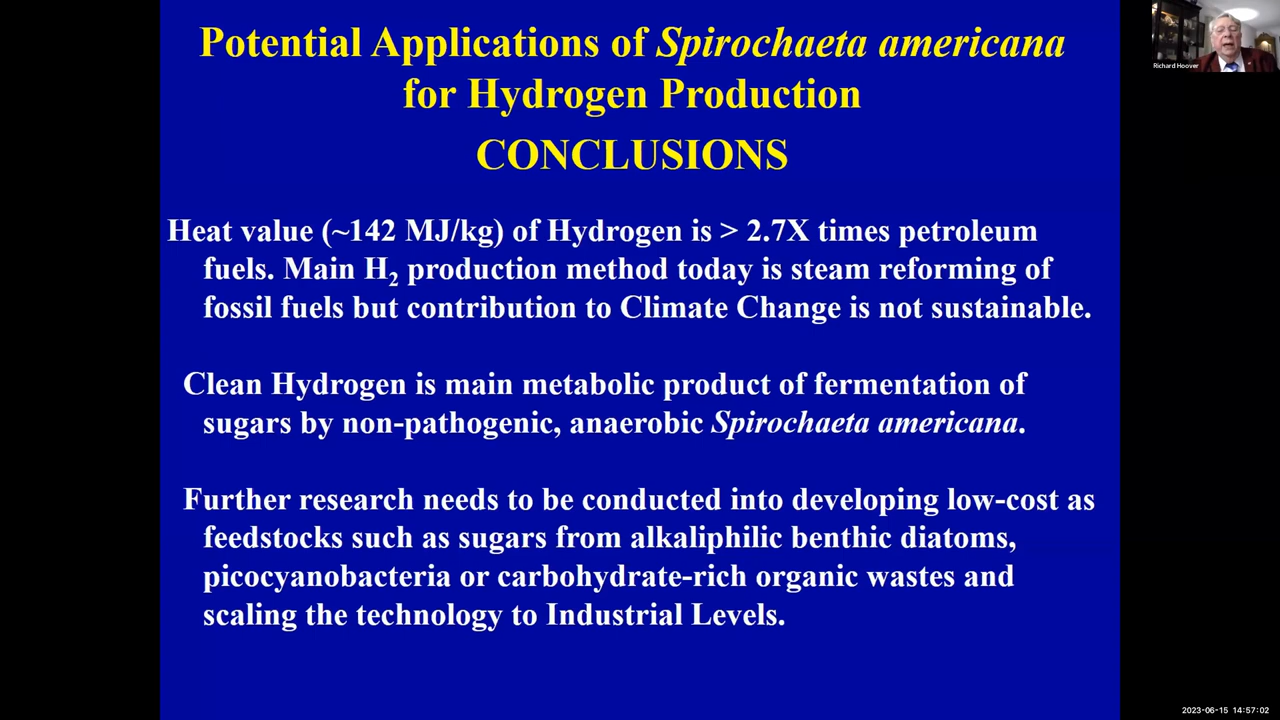 Potential Applications of Spirochaeta americana
for Hydrogen Production
CONCLUSIONS
Heat value (~142 MJ/kg) of Hydrogen is > 2.7X times petroleum
fuels. Main H₂ production method today is steam reforming of
fossil fuels but contribution to Climate Change is not sustainable.
Clean Hydrogen is main metabolic product of fermentation of
sugars by non-pathogenic, anaerobic Spirochaeta americana.
Further research needs to be conducted into developing low-cost as
feedstocks such as sugars from alkaliphilic benthic diatoms,
picocyanobacteria or carbohydrate-rich organic wastes and
scaling the technology to Industrial Levels.
Richard Hoover
2023-06-15 14:57:02